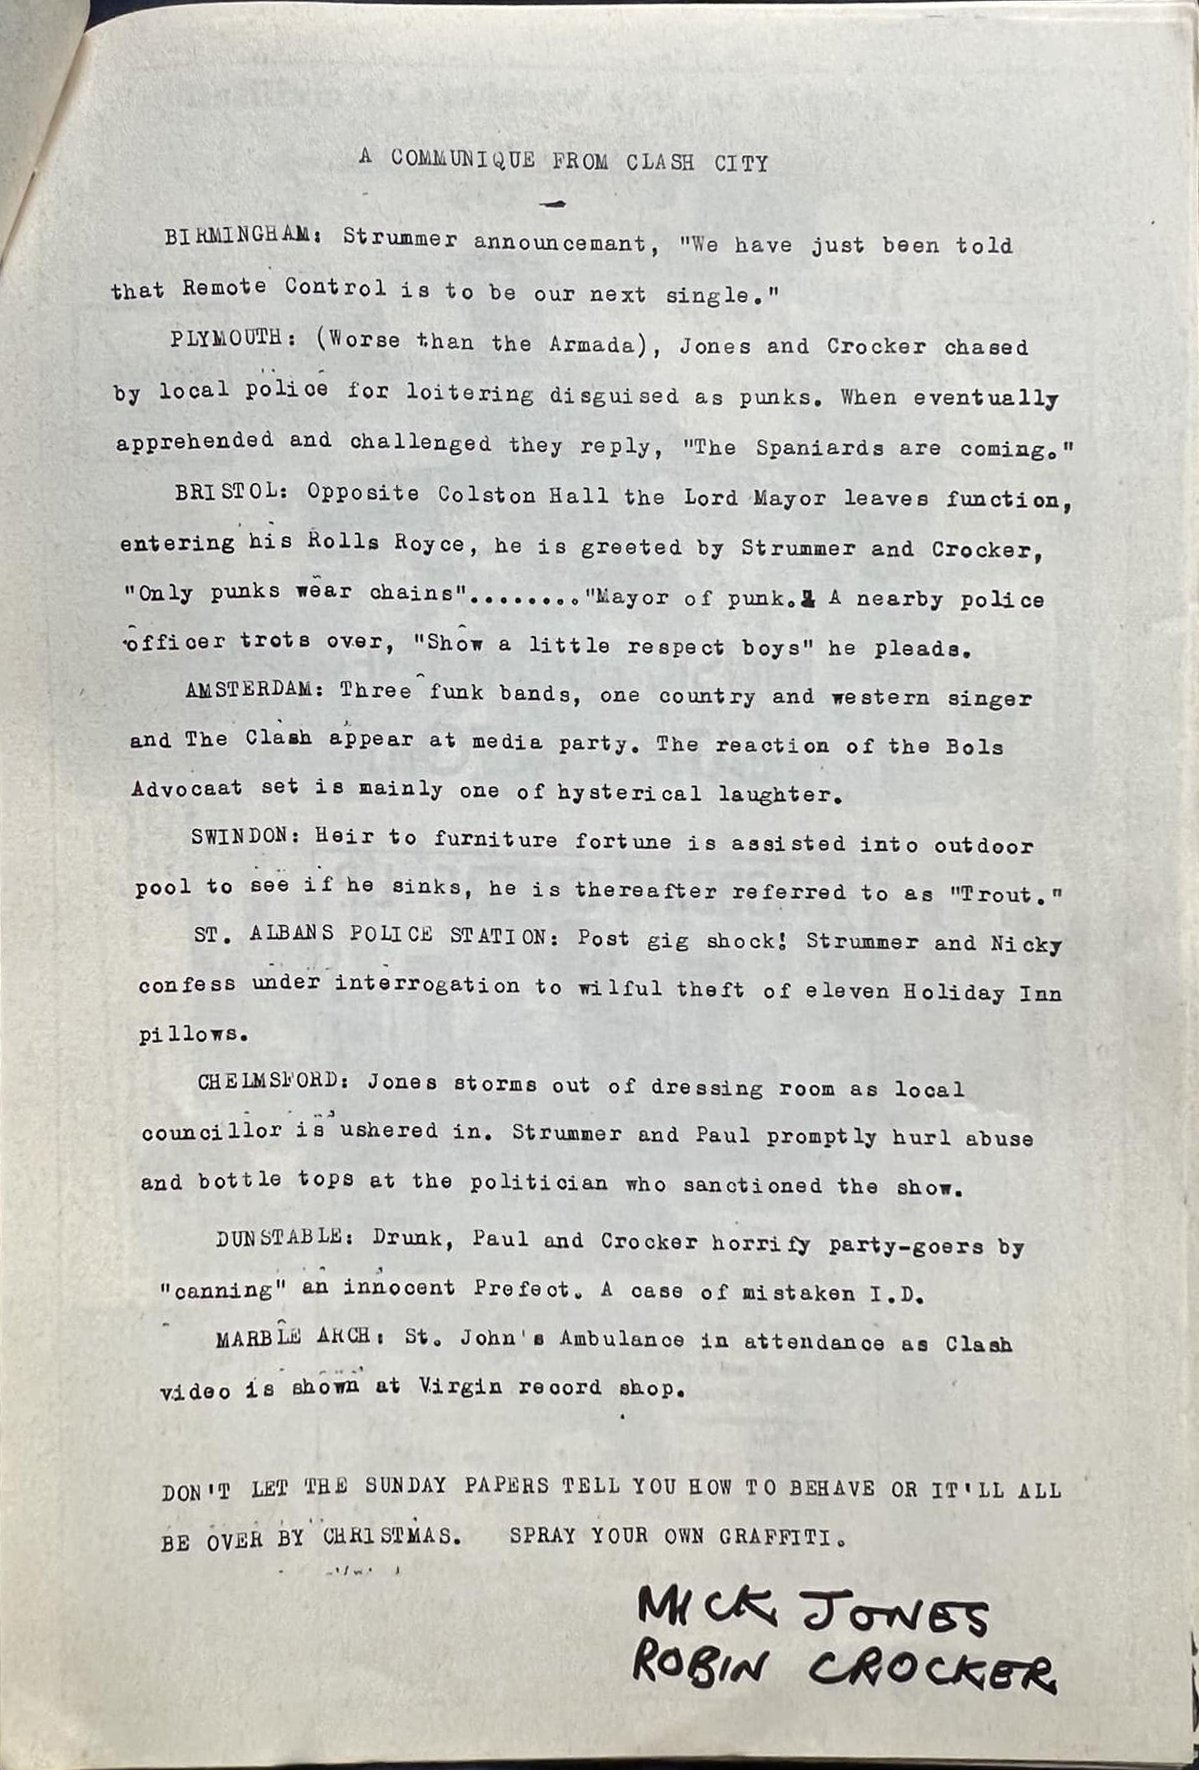 A COMMUNIQUE FROM CLASH CITY
BIRMINGHAM: Strummer announcemant, "We have just been told
that Remote Control is to be our next single."
PLYMOUTH: (Worse than the Armada), Jones and Crocker chased
by local police for loitering disguised as punks. When eventually
apprehended and challenged they reply, "The Spaniards are coming."
BRISTOL: Opposite Colston Hall the Lord Mayor leaves function,
entering his Rolls Royce, he is greeted by Strummer and Crocker,
"Only punks wear chains"........"Mayor of punk." A nearby police
officer trots over, "Show a little respect boys" he pleads.
AMSTERDAM: Three funk bands, one country and western singer
and The Clash appear at media party. The reaction of the Bols
Advocaat set is mainly one of hysterical laughter.
SWINDON: Heir to furniture fortune is assisted into outdoor
pool to see if he sinks, he is thereafter referred to as "Trout."
ST. ALBANS POLICE STATION: Post gig shock! Strummer and Nicky
confess under interrogation to wilful theft of eleven Holiday Inn
pillows.
CHELMSFORD: Jones storms out of dressing room as local
councillor is ushered in. Strummer and Paul promptly hurl abuse
and bottle tops at the politician who sanctioned the show.
DUNSTABLE: Drunk, Paul and Crocker horrify party-goers by
"canning" an innocent Prefect. A case of mistaken I.D.
MARBLE ARCH: St. John's Ambulance in attendance as Clash
video is shown at Virgin record shop.
DON'T LET THE SUNDAY PAPERS TELL YOU HOW TO BEHAVE OR IT'LL ALL
BE OVER BY CHRISTMAS. SPRAY YOUR OWN GRAFFITI.
MICK JONES
ROBIN CROCKER